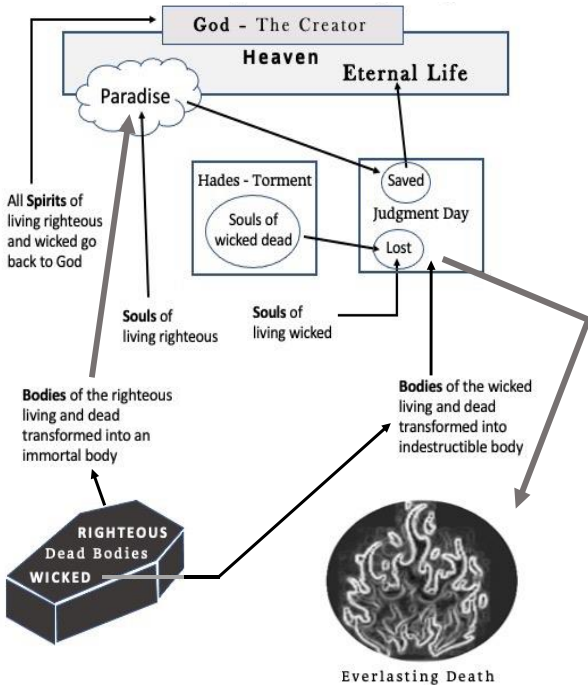 God - The Creator
Heaven
Eternal Life
Paradise
Hades - Torment
Souls of
wicked dead
Saved
Judgment Day
Lost
All Spirits of
living righteous
and wicked go
back to God
Souls of
living righteous
Souls of
living wicked
Bodies of the righteous
living and dead
transformed into an
immortal body
Bodies of the wicked
living and dead
transformed into
indestructible body
RIGHTEOUS
Dead Bodies
WICKED
Everlasting Death